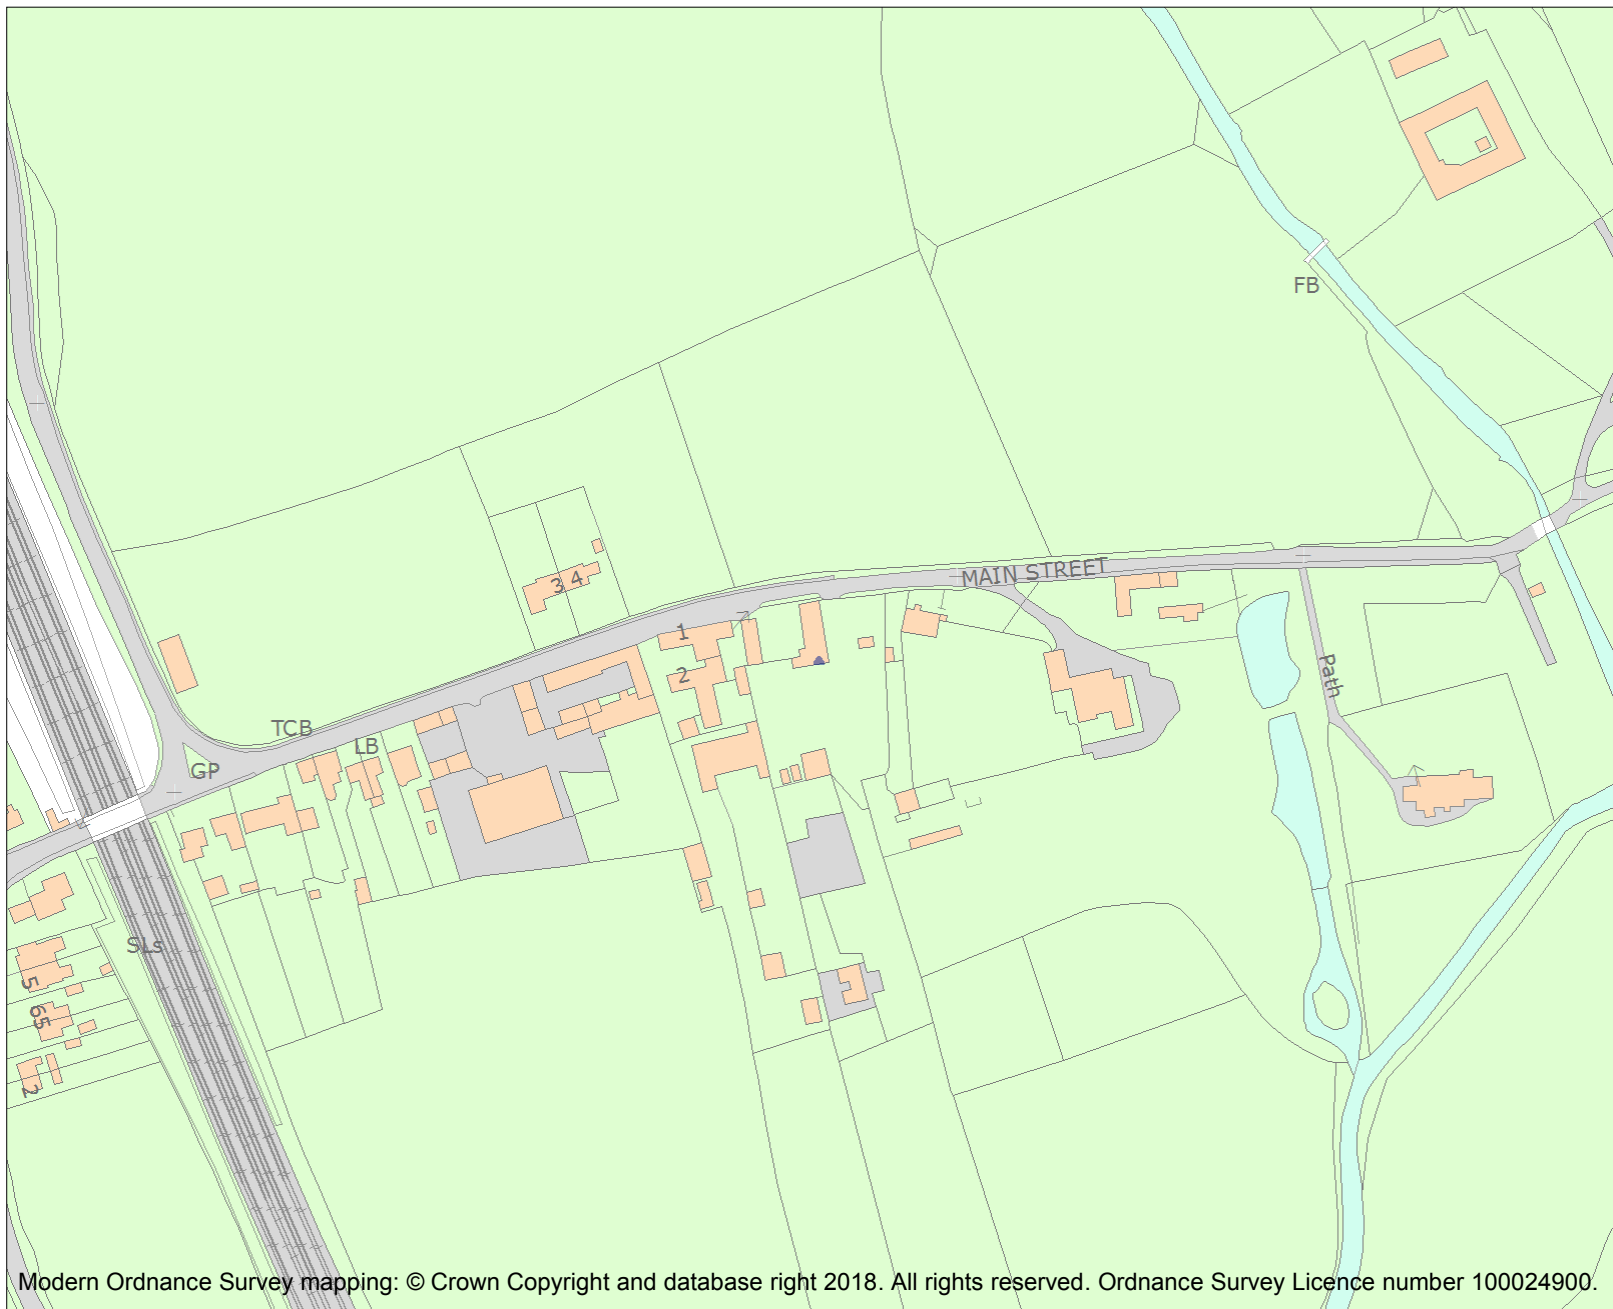 FB
MAIN STREET
3 4
1
2
Path
TCB
LB
GP
SLs
5
65
2
Modern Ordnance Survey mapping: © Crown Copyright and database right 2018. All rights reserved. Ordnance Survey Licence number 100024900.